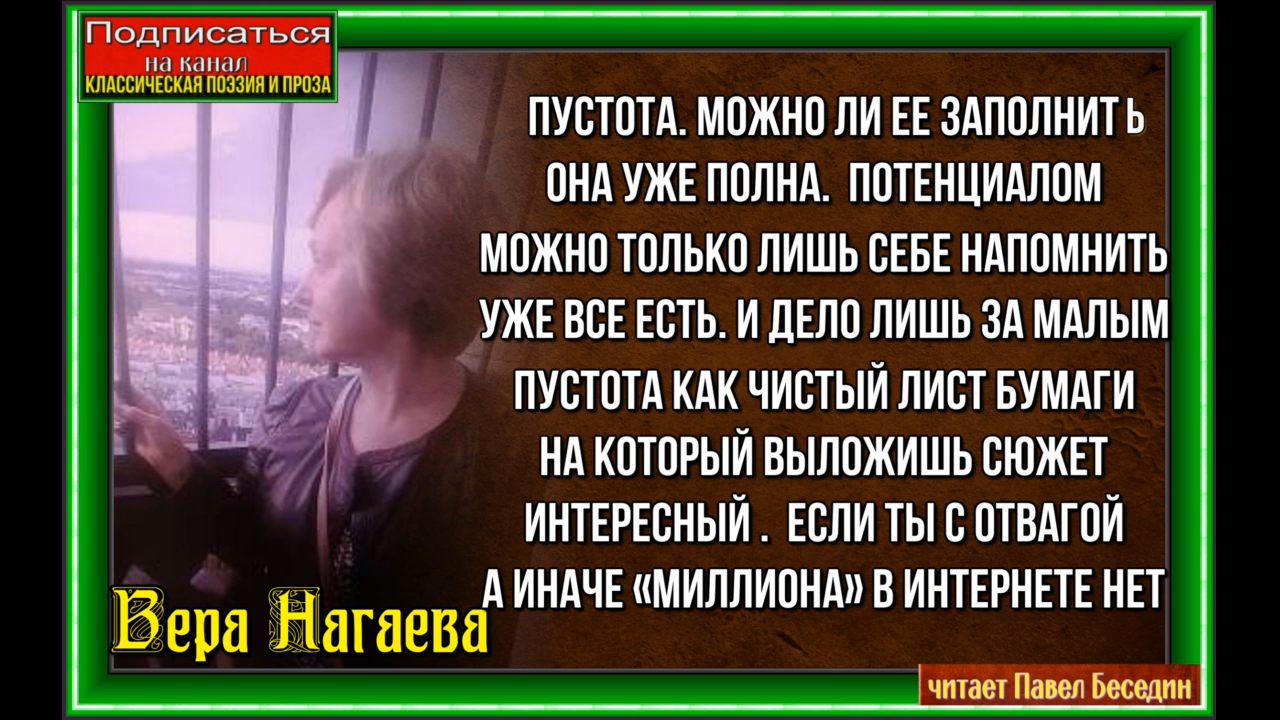 Подписаться
на канал
КЛАССИЧЕСКАЯ ПОЭЗИЯ И ПРОЗА
ПУСТОТА. МОЖНО ЛИ ЕЕ ЗАПОЛНИТЬ
ОНА УЖЕ ПОЛНА. ПОТЕНЦИАЛОМ
МОЖНО ТОЛЬКО ЛИШЬ СЕБЕ НАПОМНИТЬ
УЖЕ ВСЕ ЕСТЬ. И ДЕЛО ЛИШЬ ЗА МАЛЫМ
ПУСТОТА КАК ЧИСТЫЙ ЛИСТ БУМАГИ
НА КОТОРЫЙ ВЫЛОЖИШЬ СЮЖЕТ
ИНТЕРЕСНЫЙ . ЕСЛИ ТЫ С ОТВАГОЙ
А ИНАЧЕ «МИЛЛИОНА» В ИНТЕРНЕТЕ НЕТ
Вера Нагаева
читает Павел Беседин